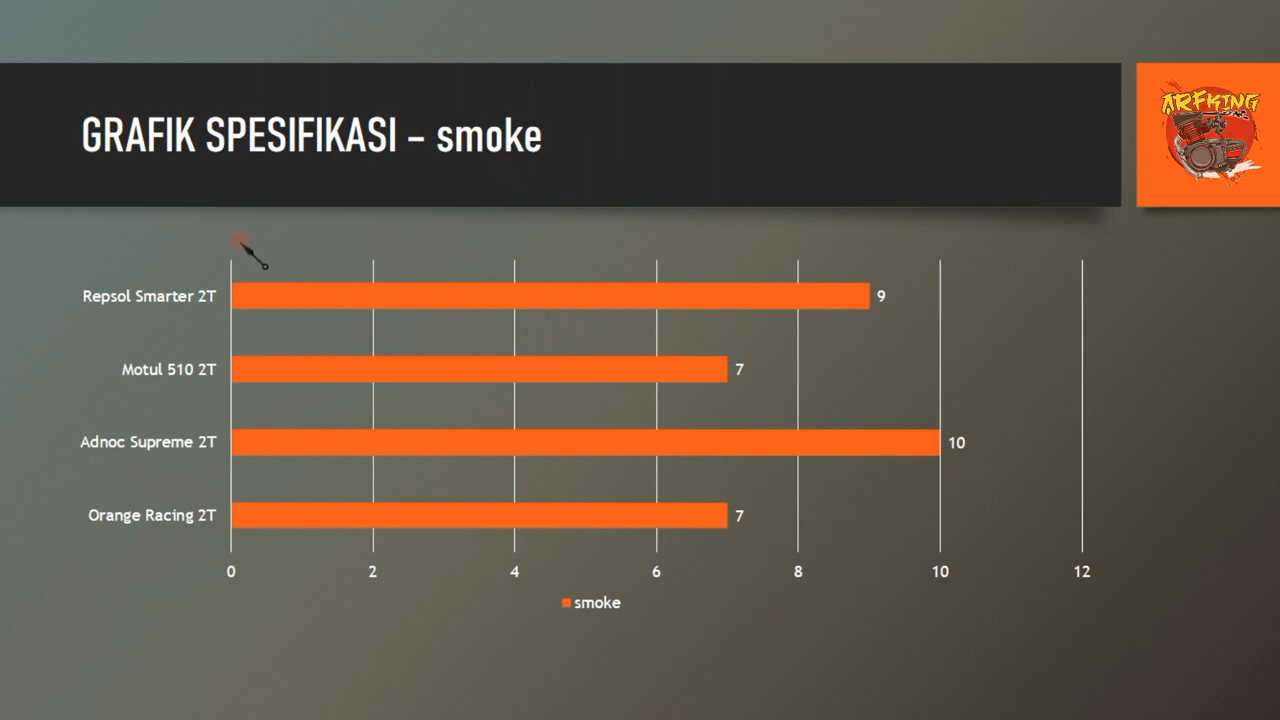 GRAFIK SPESIFIKASI – smoke
ARFKING
Repsol Smarter 2T
9
Motul 510 2T
7
Adnoc Supreme 2T
10
Orange Racing 2T
7
0 2 4 6 8 10 12
smoke